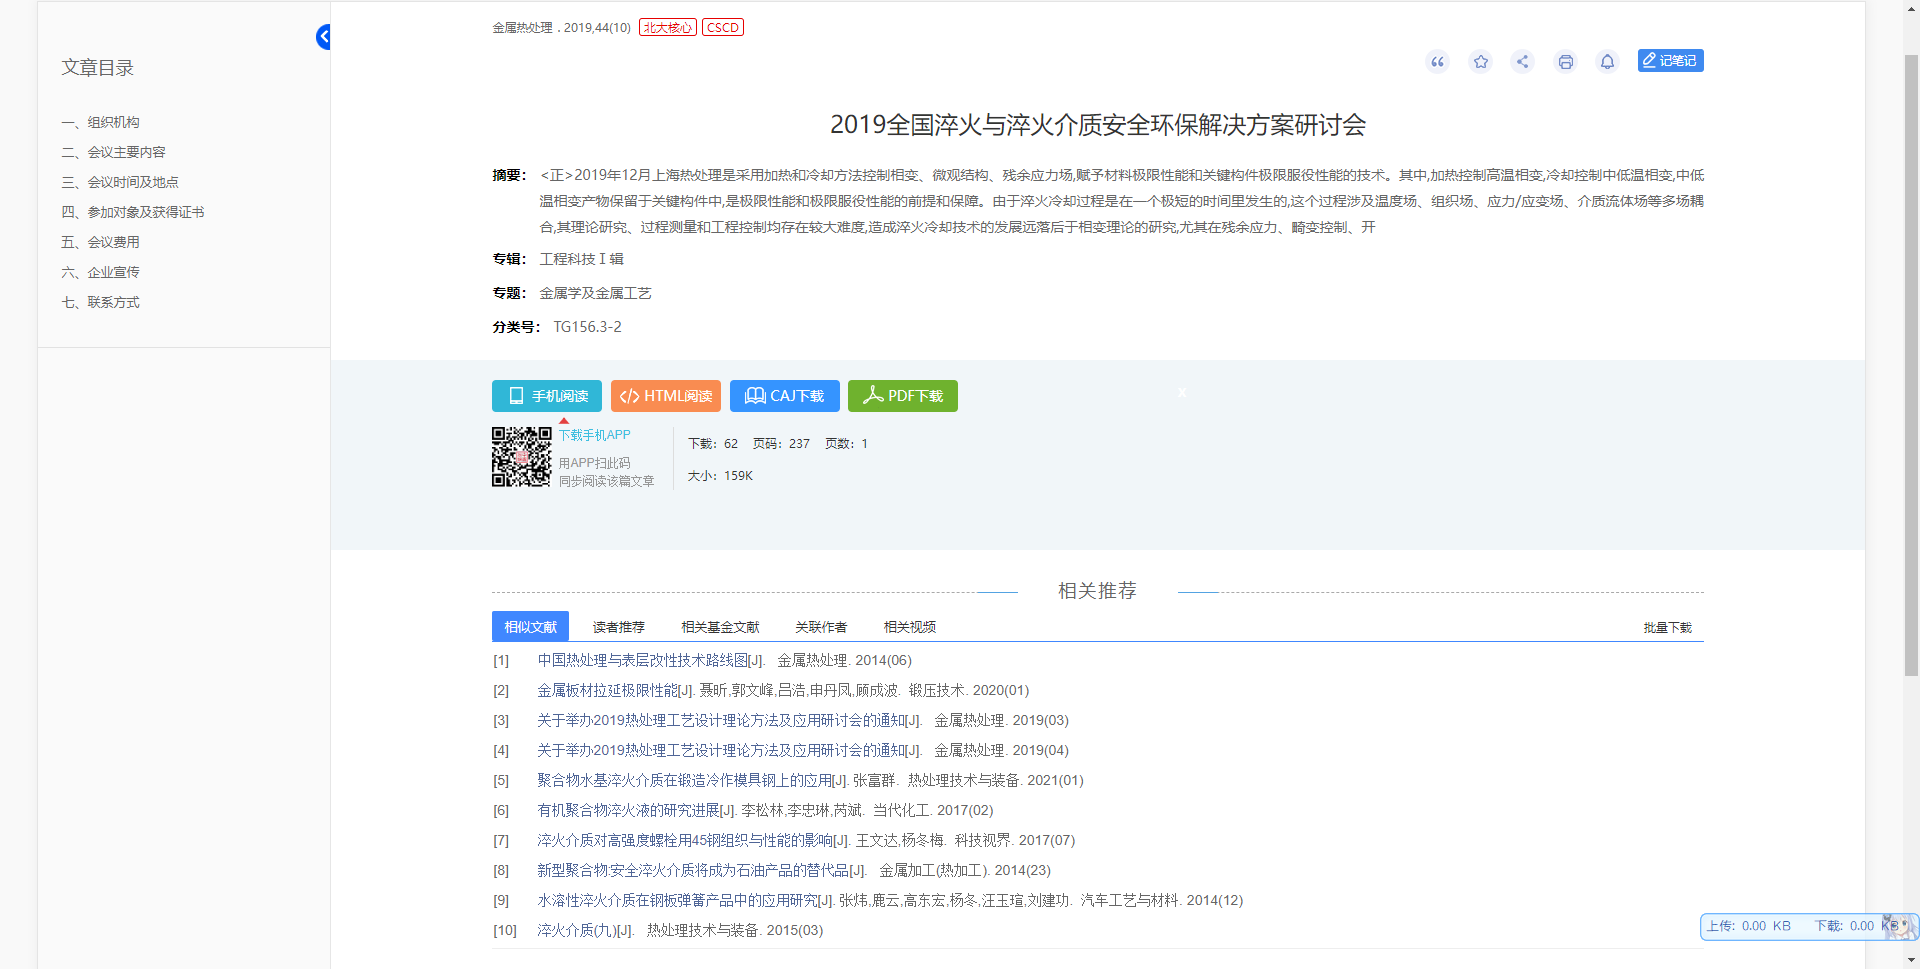 金属热处理 . 2019,44(10) 北大核心 CSCD
文章目录
记笔记
一、组织机构
二、会议主要内容
三、会议时间及地点
四、参加对象及获得证书
五、会议费用
六、企业宣传
七、联系方式
2019全国淬火与淬火介质安全环保解决方案研讨会
摘要： <正>2019年12月上海热处理是采用加热和冷却方法控制相变、微观结构、残余应力场,赋予材料极限性能和关键构件极限服役性能的技术。其中,加热控制高温相变,冷却控制中低温相变,中低
温相变产物保留于关键构件中,是极限性能和极限服役性能的前提和保障。由于淬火冷却过程是在一个极短的时间里发生的,这个过程涉及温度场、组织场、应力/应变场、介质流体场等多场耦
合,其理论研究、过程测量和工程控制均存在较大难度,造成淬火冷却技术的发展远落后于相变理论的研究,尤其在残余应力、畸变控制、开
专辑： 工程科技Ⅰ辑
专题： 金属学及金属工艺
分类号： TG156.3-2
手机阅读 HTML阅读 CAJ下载 PDF下载 x
下载手机APP
用APP扫此码
同步阅读该篇文章
下载：62 页码：237 页数：1
大小：159K
相关推荐
相似文献 读者推荐 相关基金文献 关联作者 相关视频 批量下载
[1] 中国热处理与表层改性技术路线图[J]. 金属热处理. 2014(06)
[2] 金属板材拉延极限性能[J]. 聂昕,郭文峰,吕浩,申丹凤,顾成波. 锻压技术. 2020(01)
[3] 关于举办2019热处理工艺设计理论方法及应用研讨会的通知[J]. 金属热处理. 2019(03)
[4] 关于举办2019热处理工艺设计理论方法及应用研讨会的通知[J]. 金属热处理. 2019(04)
[5] 聚合物水基淬火介质在锻造冷作模具钢上的应用[J]. 张富群. 热处理技术与装备. 2021(01)
[6] 有机聚合物淬火液的研究进展[J]. 李松林,李忠琳,芮斌. 当代化工. 2017(02)
[7] 淬火介质对高强度螺栓用45钢组织与性能的影响[J]. 王文达,杨冬梅. 科技视界. 2017(07)
[8] 新型聚合物:安全淬火介质将成为石油产品的替代品[J]. 金属加工(热加工). 2014(23)
[9] 水溶性淬火介质在钢板弹簧产品中的应用研究[J]. 张炜,鹿云,高东宏,杨冬,汪玉瑄,刘建功. 汽车工艺与材料. 2014(12)
[10] 淬火介质(九)[J]. 热处理技术与装备. 2015(03)
上传: 0.00 KB 下载: 0.00 KB